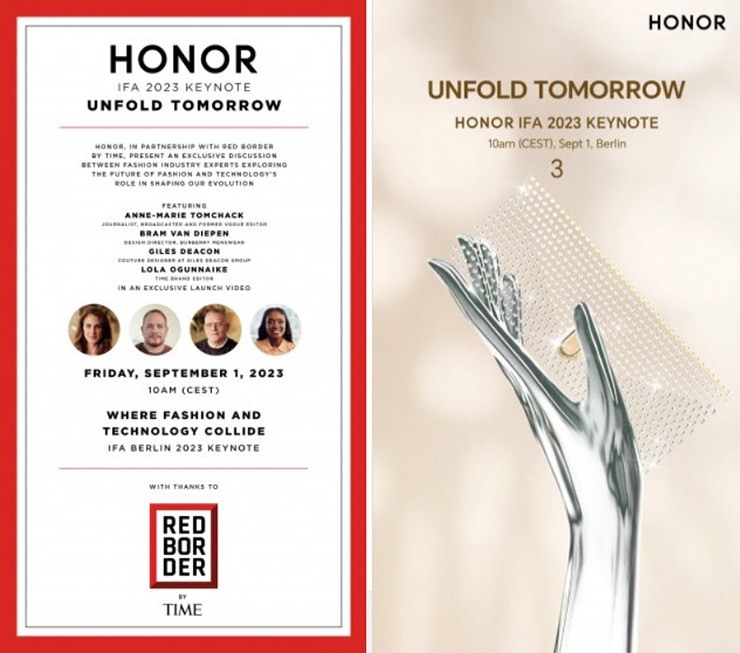 HONOR
IFA 2023 KEYNOTE
UNFOLD TOMORROW
HONOR, IN PARTNERSHIP WITH RED BORDER
BY TIME, PRESENT AN EXCLUSIVE DISCUSSION
BETWEEN FASHION INDUSTRY EXPERTS EXPLORING
THE FUTURE OF FASHION AND TECHNOLOGY'S
ROLE IN SHAPING OUR EVOLUTION
FEATURING
ANNE-MARIE TOMCHACK
JOURNALIST, BROADCASTER AND FORMER VOGUE EDITOR
BRAM VAN DIEPEN
DESIGN DIRECTOR, BURBERRY MENSWEAR
GILES DEACON
COUTURE DESIGNER AT GILES DEACON GROUP
LOLA OGUNNAIKE
TIME BRAND EDITOR
IN AN EXCLUSIVE LAUNCH VIDEO
FRIDAY, SEPTEMBER 1, 2023
10AM (CEST)
WHERE FASHION AND
TECHNOLOGY COLLIDE
IFA BERLIN 2023 KEYNOTE
WITH THANKS TO
RED
BOR
DER
BY
TIME
HONOR
UNFOLD TOMORROW
HONOR IFA 2023 KEYNOTE
10am (CEST), Sept 1, Berlin
3